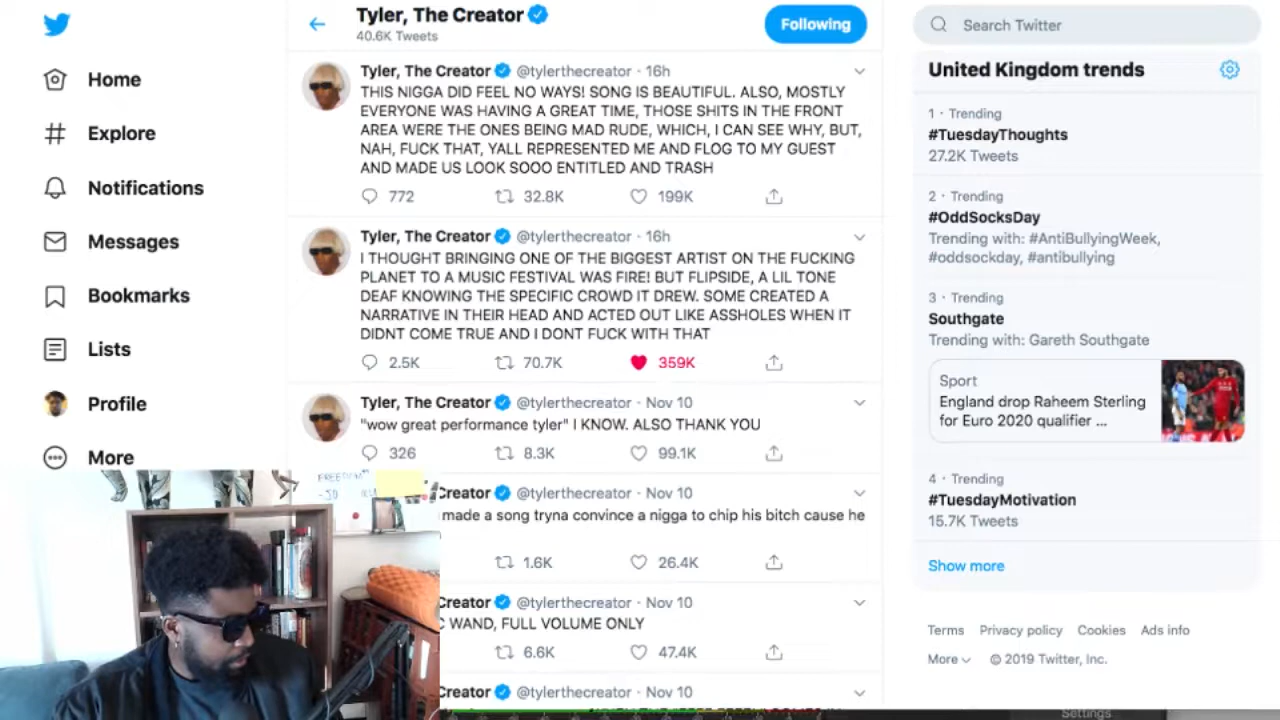 Home
Explore
Notifications
Messages
Bookmarks
Lists
Profile
More
Tyler, The Creator
40.6K Tweets
Following
Tyler, The Creator @tylerthecreator · 16h
THIS NIGGA DID FEEL NO WAYS! SONG IS BEAUTIFUL. ALSO, MOSTLY
EVERYONE WAS HAVING A GREAT TIME, THOSE SHITS IN THE FRONT
AREA WERE THE ONES BEING MAD RUDE, WHICH, I CAN SEE WHY, BUT,
NAH, FUCK THAT, YALL REPRESENTED ME AND FLOG TO MY GUEST
AND MADE US LOOK SOOO ENTITLED AND TRASH
772 32.8K 199K
Tyler, The Creator @tylerthecreator · 16h
I THOUGHT BRINGING ONE OF THE BIGGEST ARTIST ON THE FUCKING
PLANET TO A MUSIC FESTIVAL WAS FIRE! BUT FLIPSIDE, A LIL TONE
DEAF KNOWING THE SPECIFIC CROWD IT DREW. SOME CREATED A
NARRATIVE IN THEIR HEAD AND ACTED OUT LIKE ASSHOLES WHEN IT
DIDNT COME TRUE AND I DONT FUCK WITH THAT
2.5K 70.7K 359K
Tyler, The Creator @tylerthecreator · Nov 10
"wow great performance tyler" I KNOW. ALSO THANK YOU
326 8.3K 99.1K
Creator @tylerthecreator · Nov 10
made a song tryna convince a nigga to chip his bitch cause he
1.6K 26.4K
Creator @tylerthecreator · Nov 10
WAND, FULL VOLUME ONLY
6.6K 47.4K
Creator @tylerthecreator · Nov 10
Search Twitter
United Kingdom trends
1 · Trending
#TuesdayThoughts
27.2K Tweets
2 · Trending
#OddSocksDay
Trending with: #AntiBullyingWeek,
#oddsockday, #antibullying
3 · Trending
Southgate
Trending with: Gareth Southgate
Sport
England drop Raheem Sterling
for Euro 2020 qualifier ...
4 · Trending
#TuesdayMotivation
15.7K Tweets
Show more
Terms Privacy policy Cookies Ads info
More © 2019 Twitter, Inc.
Settings
FREEDOM